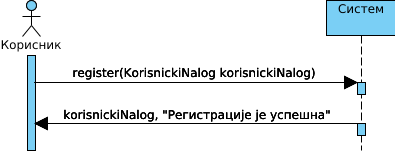 Систем
Корисник
register(KorisnickiNalog korisnickiNalog)
korisnickiNalog, "Регистрације је успешна"